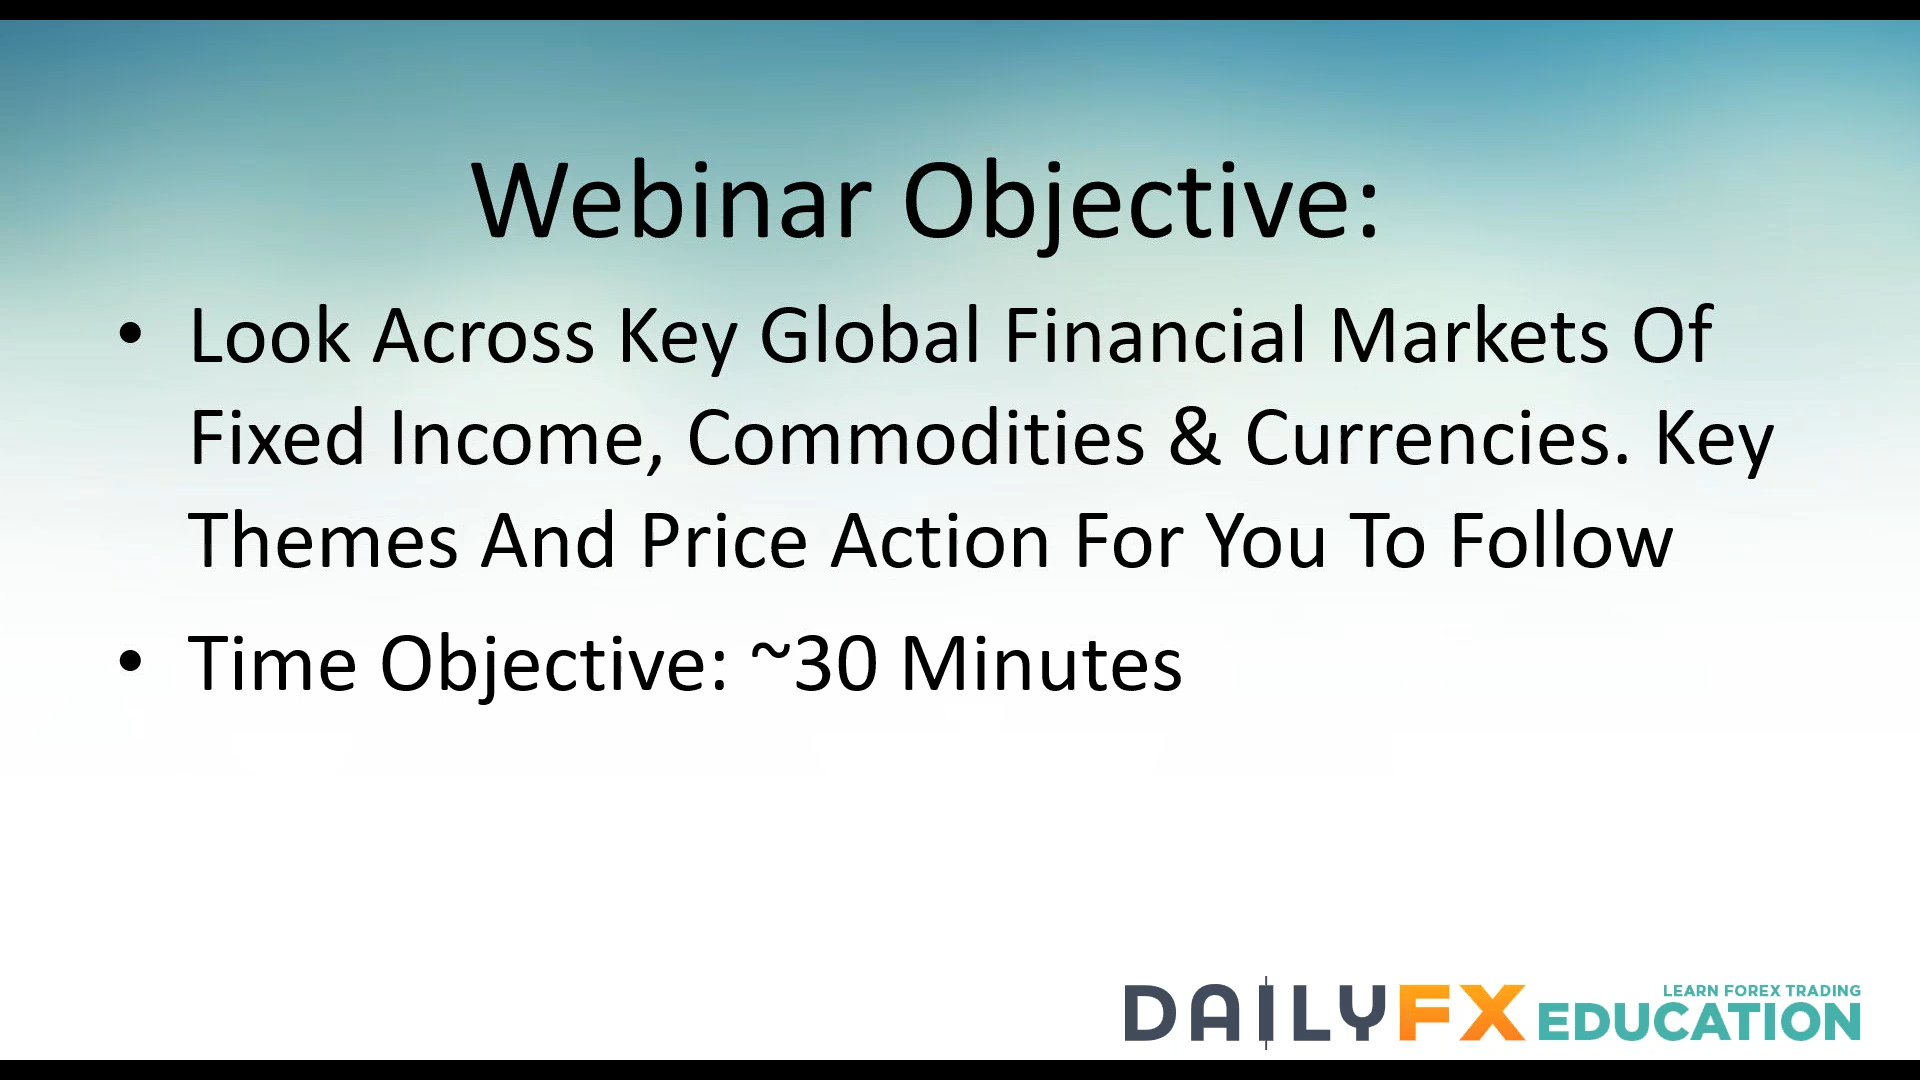 Webinar Objective:
• Look Across Key Global Financial Markets Of
Fixed Income, Commodities & Currencies. Key
Themes And Price Action For You To Follow
• Time Objective: ~30 Minutes
LEARN FOREX TRADING
DAILYFX EDUCATION